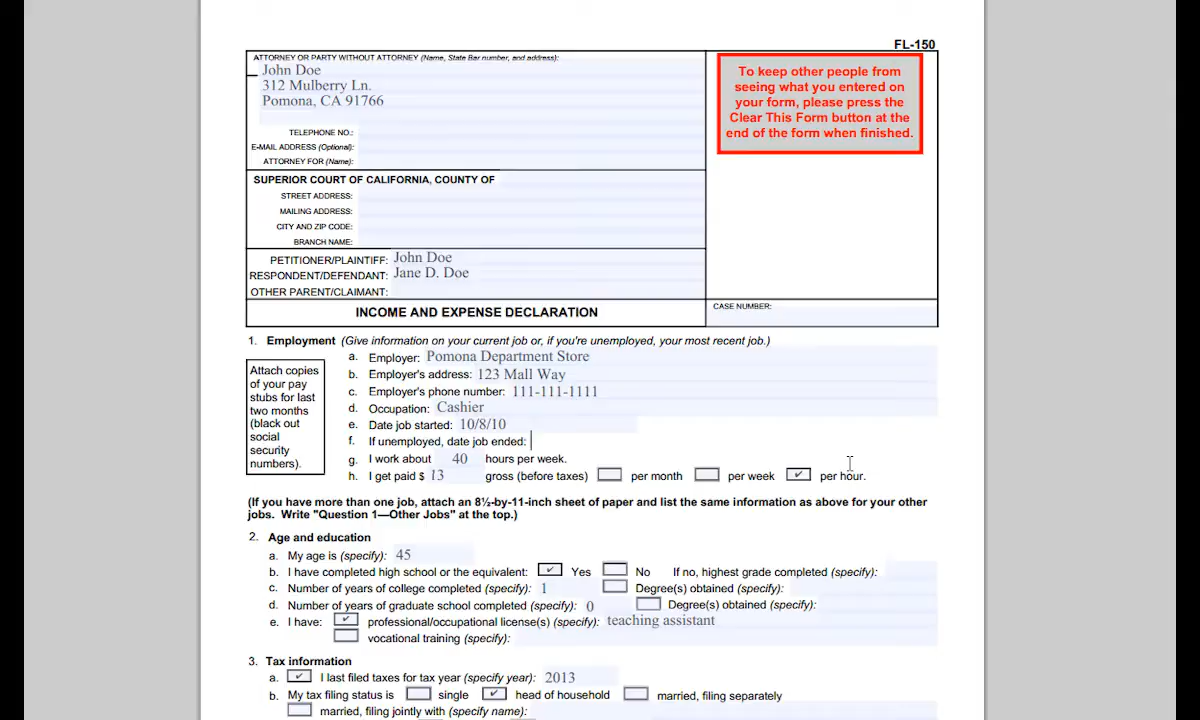 FL-150
ATTORNEY OR PARTY WITHOUT ATTORNEY (Name, State Bar number, and address):
John Doe
312 Mulberry Ln.
Pomona, CA 91766
TELEPHONE NO.:
E-MAIL ADDRESS (Optional):
ATTORNEY FOR (Name):
To keep other people from
seeing what you entered on
your form, please press the
Clear This Form button at the
end of the form when finished.
SUPERIOR COURT OF CALIFORNIA, COUNTY OF
STREET ADDRESS:
MAILING ADDRESS:
CITY AND ZIP CODE:
BRANCH NAME:
PETITIONER/PLAINTIFF: John Doe
RESPONDENT/DEFENDANT: Jane D. Doe
OTHER PARENT/CLAIMANT:
INCOME AND EXPENSE DECLARATION
CASE NUMBER:
1. Employment (Give information on your current job or, if you're unemployed, your most recent job.)
Attach copies
of your pay
stubs for last
two months
(black out
social
security
numbers).
a. Employer: Pomona Department Store
b. Employer's address: 123 Mall Way
c. Employer's phone number: 111-111-1111
d. Occupation: Cashier
e. Date job started: 10/8/10
f. If unemployed, date job ended:
g. I work about 40 hours per week.
h. I get paid $ 13 gross (before taxes) per month per week ✓ per hour.
(If you have more than one job, attach an 8½-by-11-inch sheet of paper and list the same information as above for your other
jobs. Write "Question 1—Other Jobs" at the top.)
2. Age and education
a. My age is (specify): 45
b. I have completed high school or the equivalent: ✓ Yes No If no, highest grade completed (specify):
c. Number of years of college completed (specify): 1 Degree(s) obtained (specify):
d. Number of years of graduate school completed (specify): 0 Degree(s) obtained (specify):
e. I have: ✓ professional/occupational license(s) (specify): teaching assistant
vocational training (specify):
3. Tax information
a. ✓ I last filed taxes for tax year (specify year): 2013
b. My tax filing status is single ✓ head of household married, filing separately
married, filing jointly with (specify name):